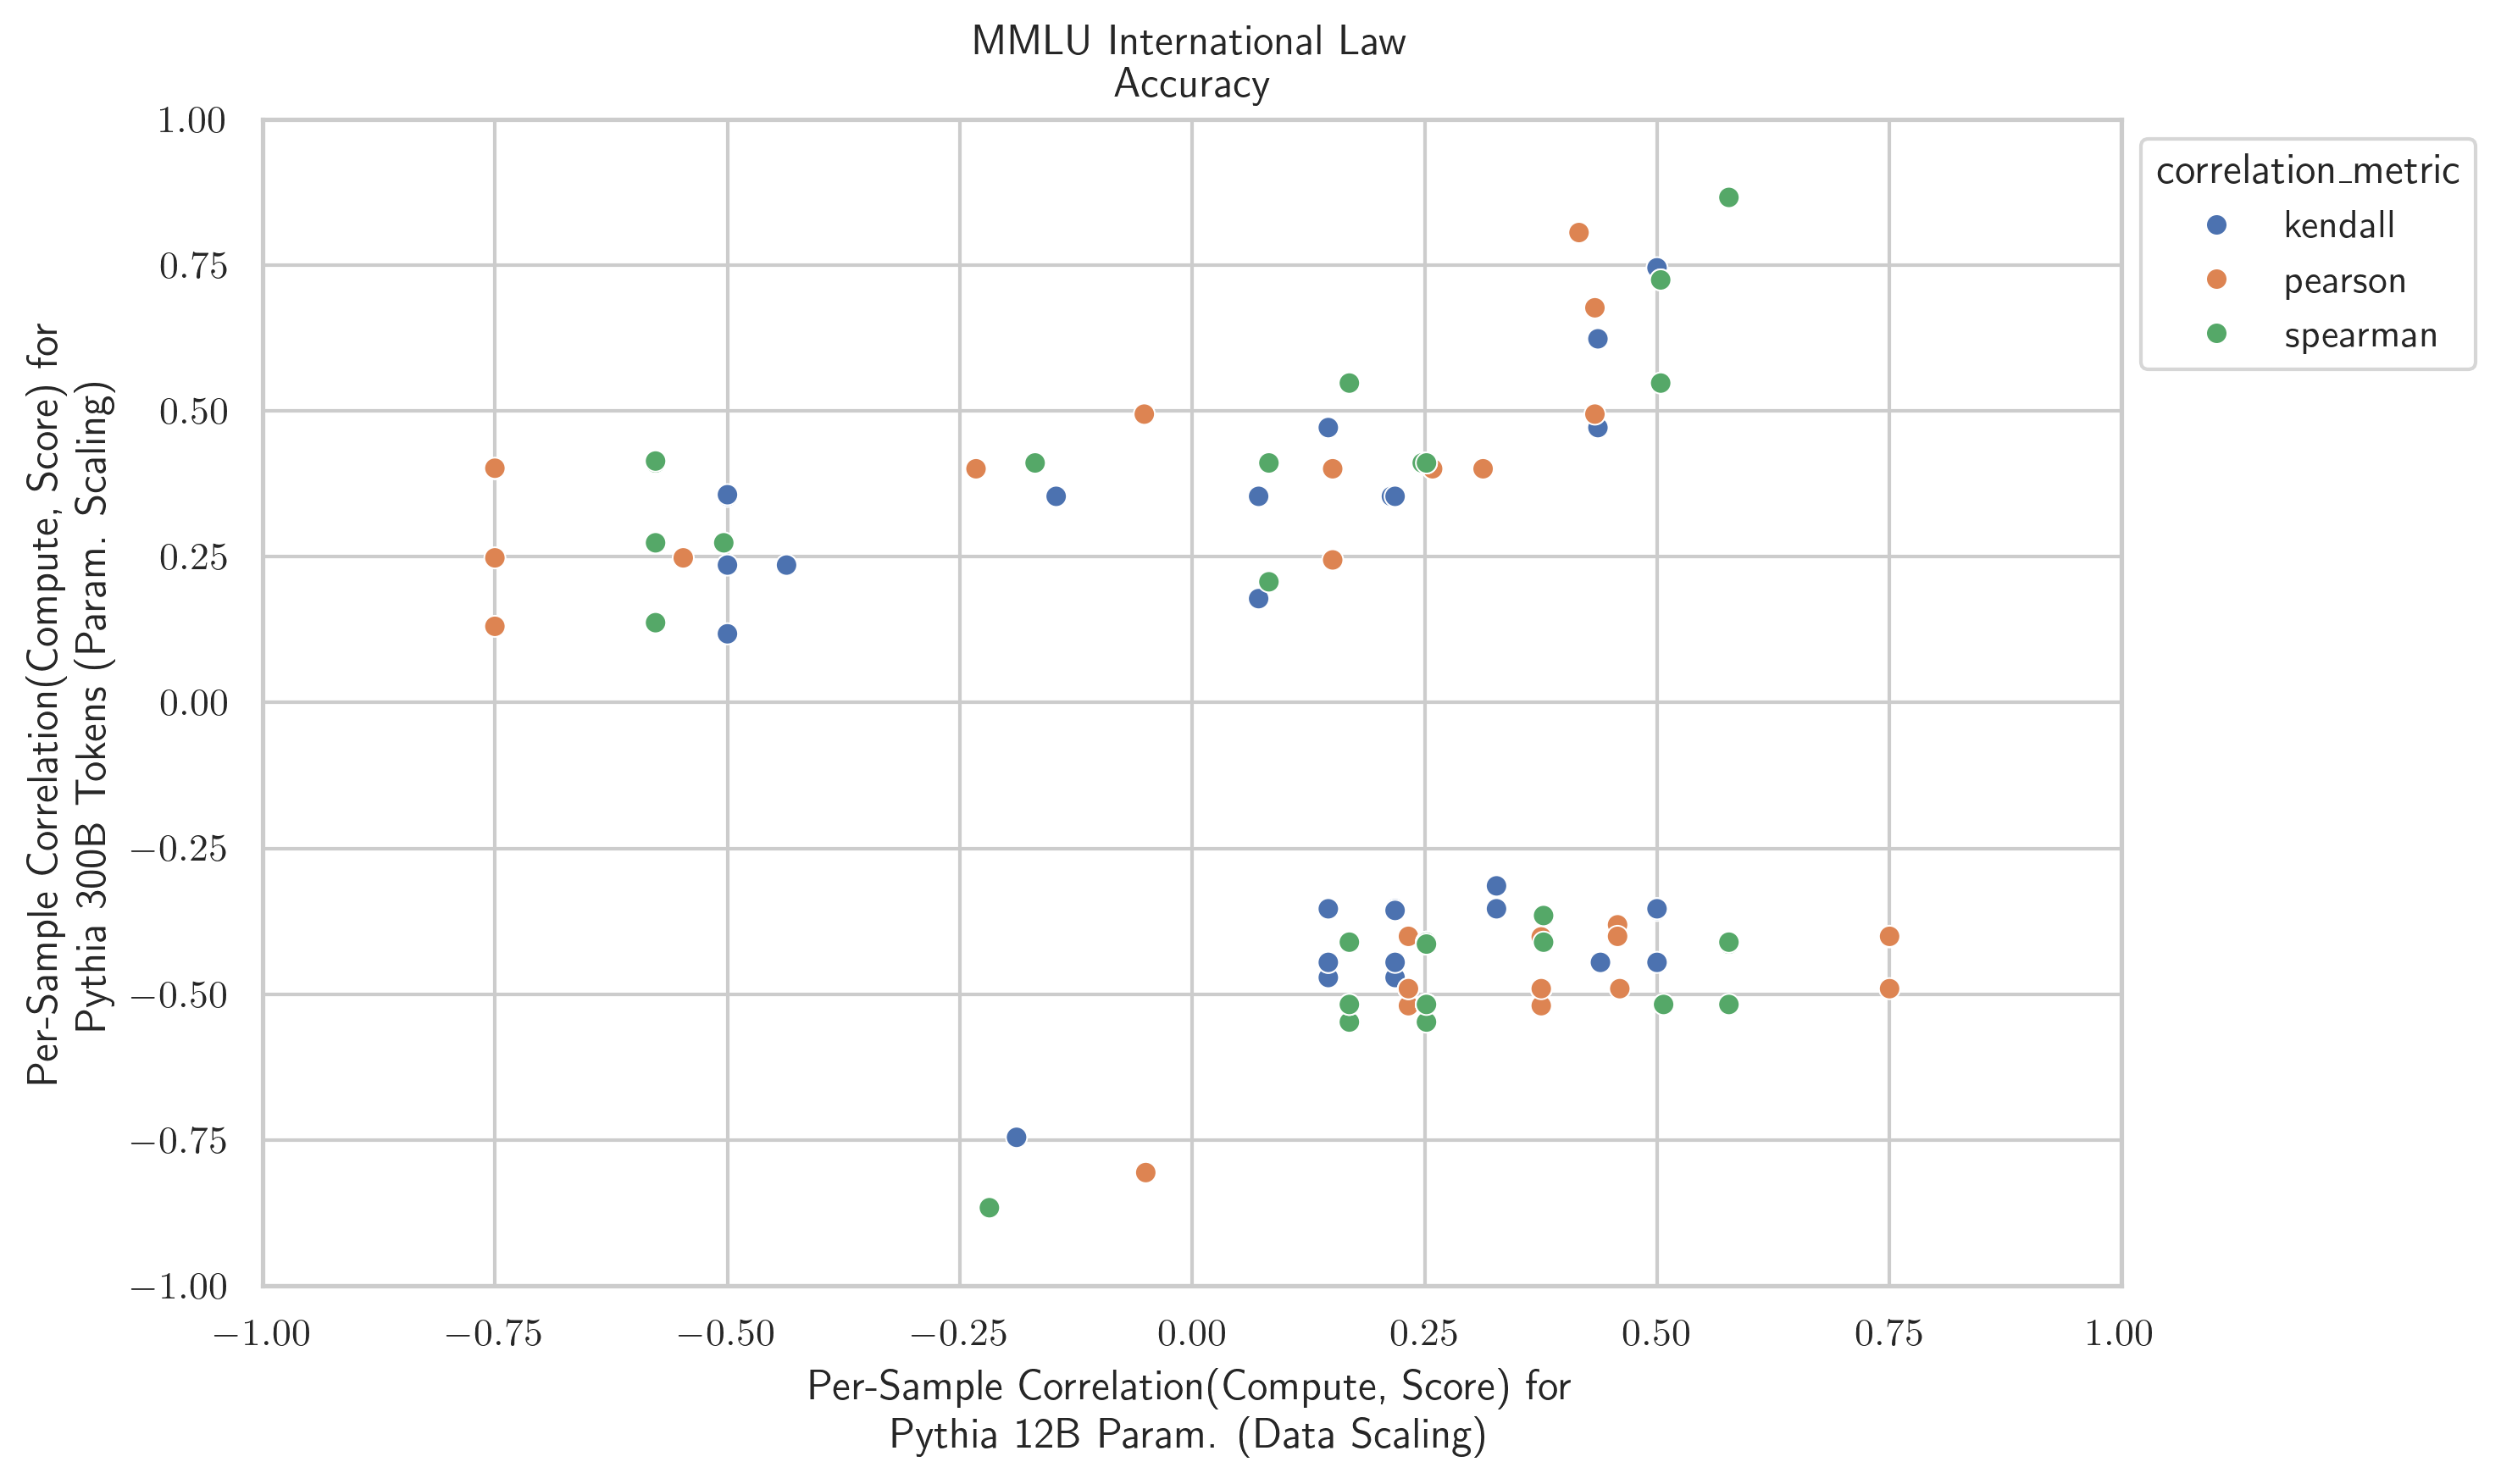 MMLU International Law
Accuracy
1.00
0.75
0.50
0.25
0.00
−0.25
−0.50
−0.75
−1.00
Per-Sample Correlation(Compute, Score) for
Pythia 300B Tokens (Param. Scaling)
−1.00 −0.75 −0.50 −0.25 0.00 0.25 0.50 0.75 1.00
Per-Sample Correlation(Compute, Score) for
Pythia 12B Param. (Data Scaling)
correlation_metric
kendall
pearson
spearman